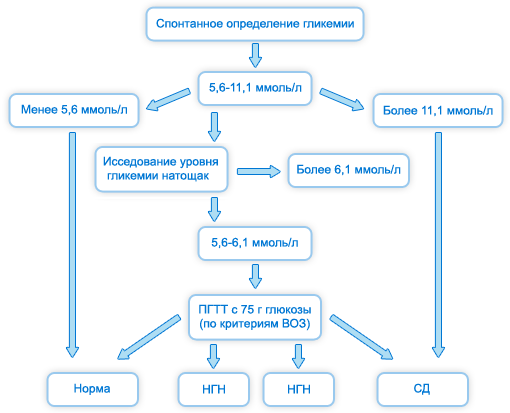 Спонтанное определение гликемии
5,6-11,1 ммоль/л
Менее 5,6 ммоль/л
Более 11,1 ммоль/л
Исседование уровня
гликемии натощак
Более 6,1 ммоль/л
5,6-6,1 ммоль/л
ПГТТ с 75 г глюкозы
(по критериям ВОЗ)
Норма
НГН
НГН
СД